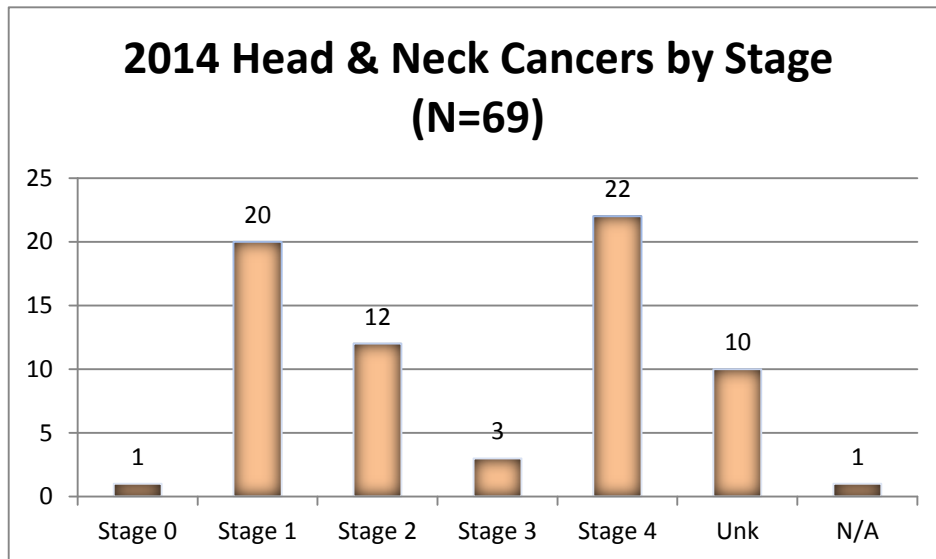 2014 Head & Neck Cancers by Stage
(N=69)
25
20
15
10
5
0
1
20
12
3
22
10
1
Stage 0
Stage 1
Stage 2
Stage 3
Stage 4
Unk
N/A